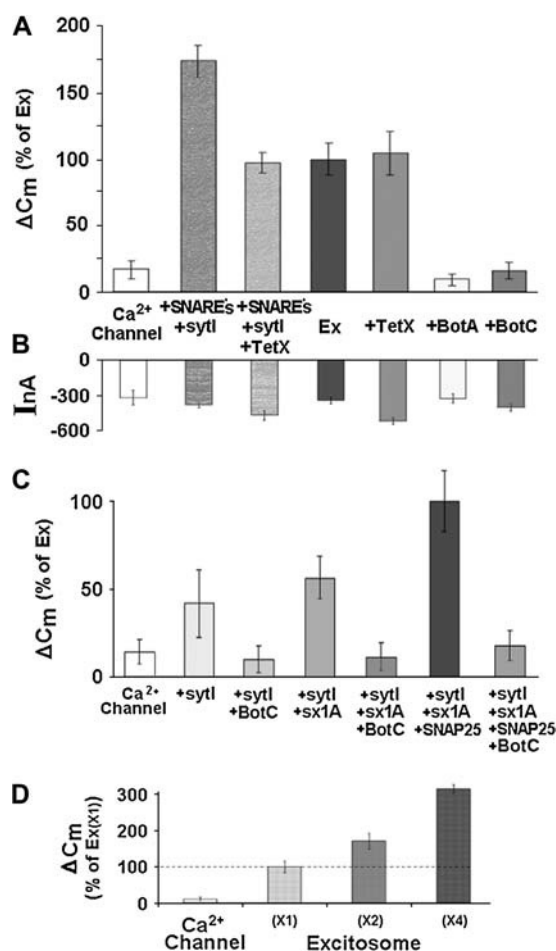 A
ΔCm (% of Ex)
200
150
100
50
0
Ca2+
Channel
+SNARE's
+sytI
+SNARE's
+sytI
+TetX
Ex
+TetX
+BotA
+BotC
B
InA
0
-300
-600
C
ΔCm (% of Ex)
100
50
0
Ca2+
Channel
+sytI
+sytI
+BotC
+sytI
+sx1A
+sytI
+sx1A
+BotC
+sytI
+sx1A
+SNAP25
+sytI
+sx1A
+SNAP25
+BotC
D
ΔCm
(% of Ex(X1))
300
200
100
0
Ca2+
Channel
(X1)
(X2)
(X4)
Excitosome